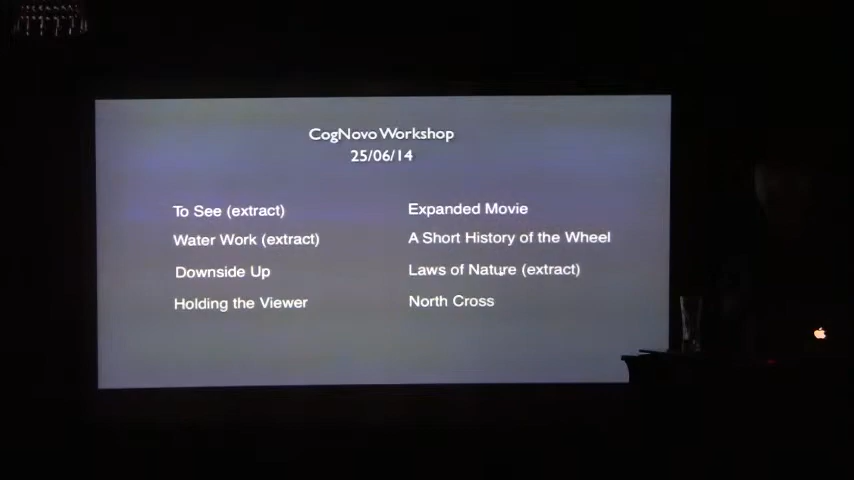 CogNovo Workshop
25/06/14
To See (extract)
Water Work (extract)
Downside Up
Holding the Viewer
Expanded Movie
A Short History of the Wheel
Laws of Nature (extract)
North Cross